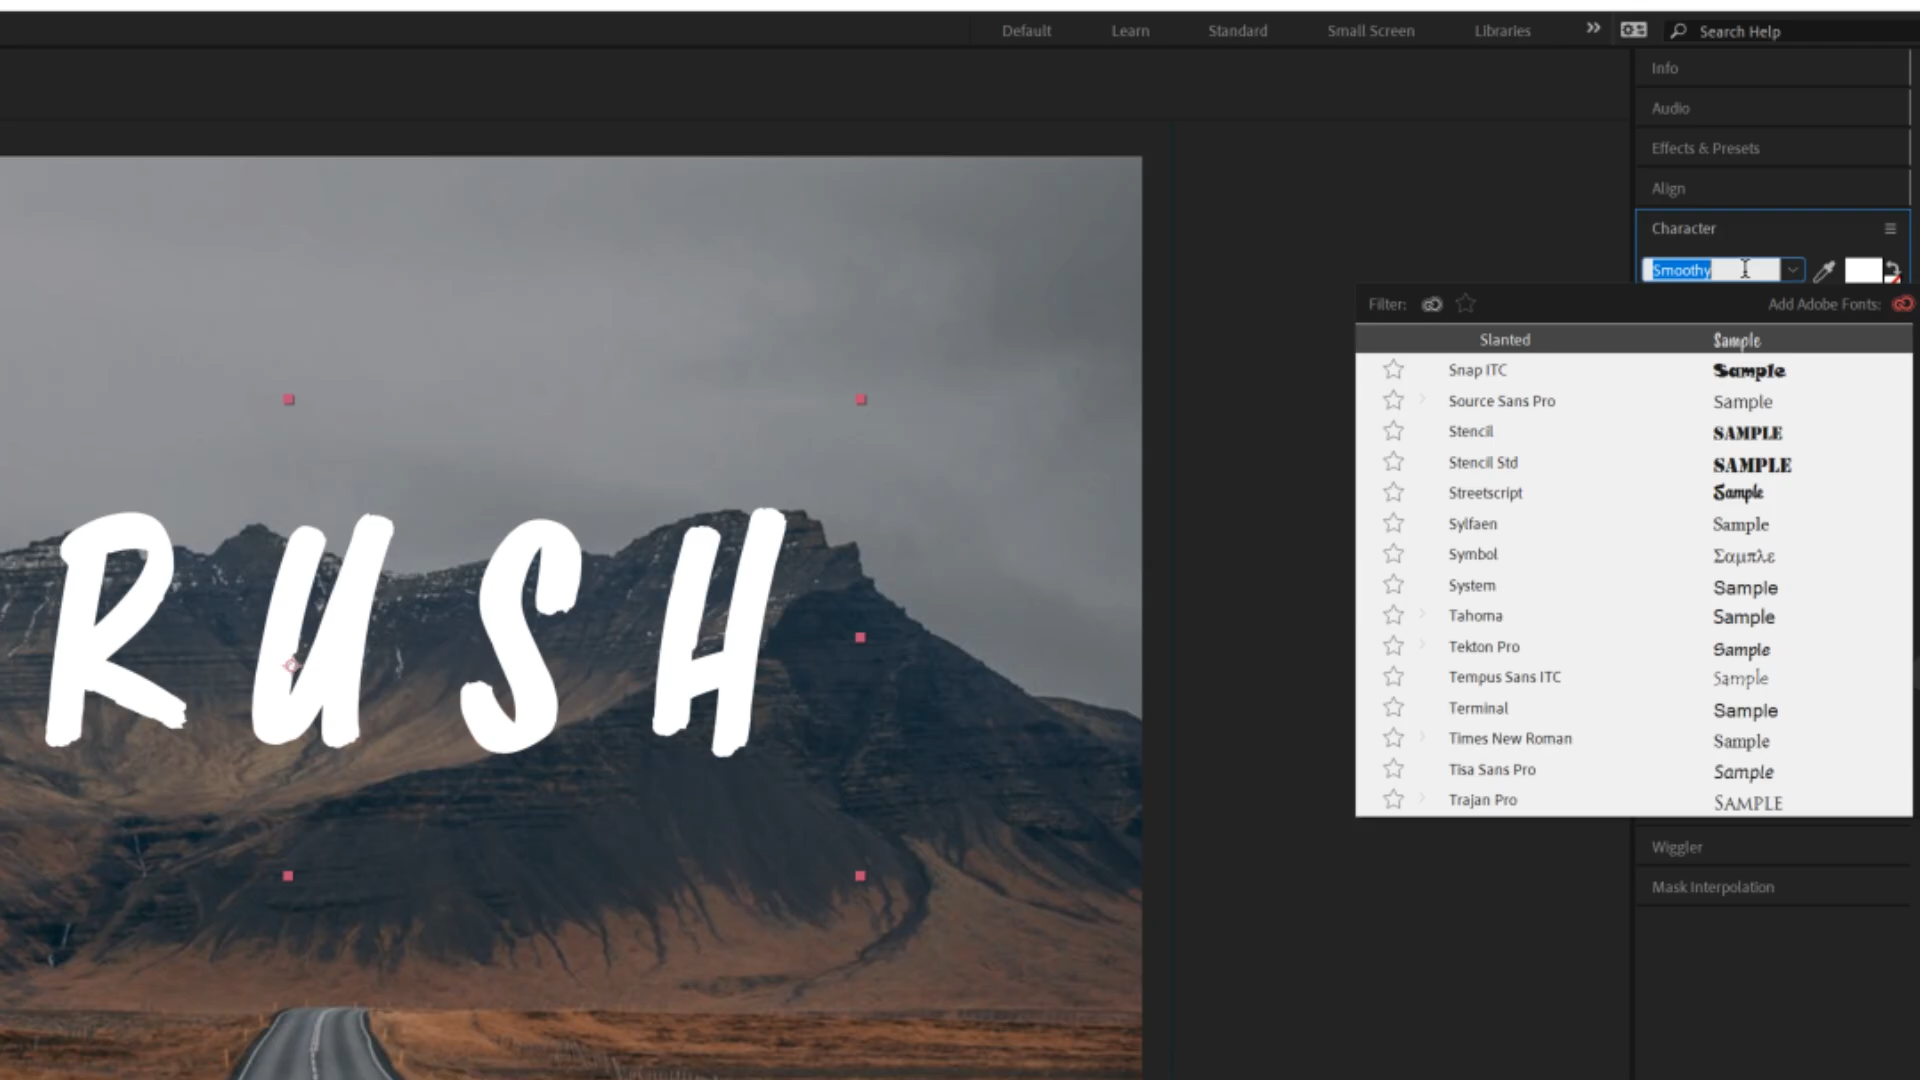 Default Learn Standard Small Screen Libraries Search Help
Info
Audio
Effects & Presets
Align
Character
Smoothy
Filter: Add Adobe Fonts:
Slanted Sample
Snap ITC Sample
Source Sans Pro Sample
Stencil SAMPLE
Stencil Std SAMPLE
Streetscript Sample
Sylfaen Sample
Symbol Σαμπλε
System Sample
Tahoma Sample
Tekton Pro Sample
Tempus Sans ITC Sample
Terminal Sample
Times New Roman Sample
Tisa Sans Pro Sample
Trajan Pro SAMPLE
Wiggler
Mask Interpolation
RUSH